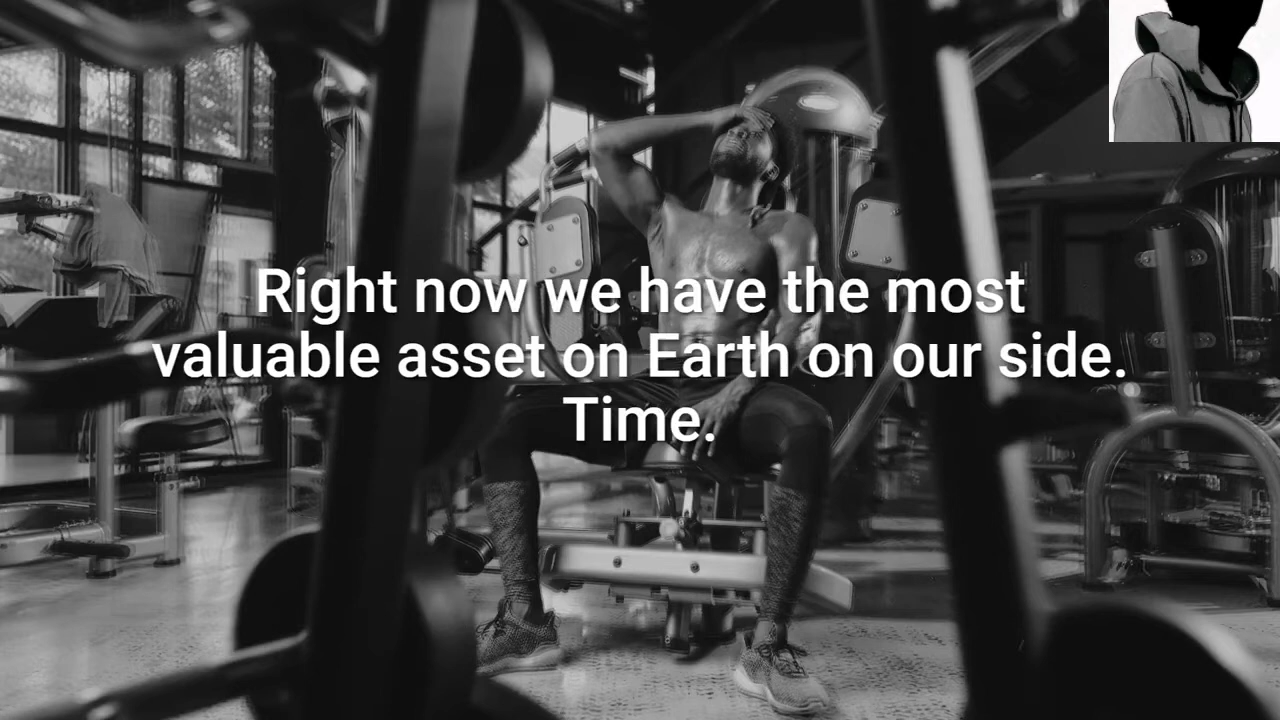 Right now we have the most
valuable asset on Earth on our side.
Time.